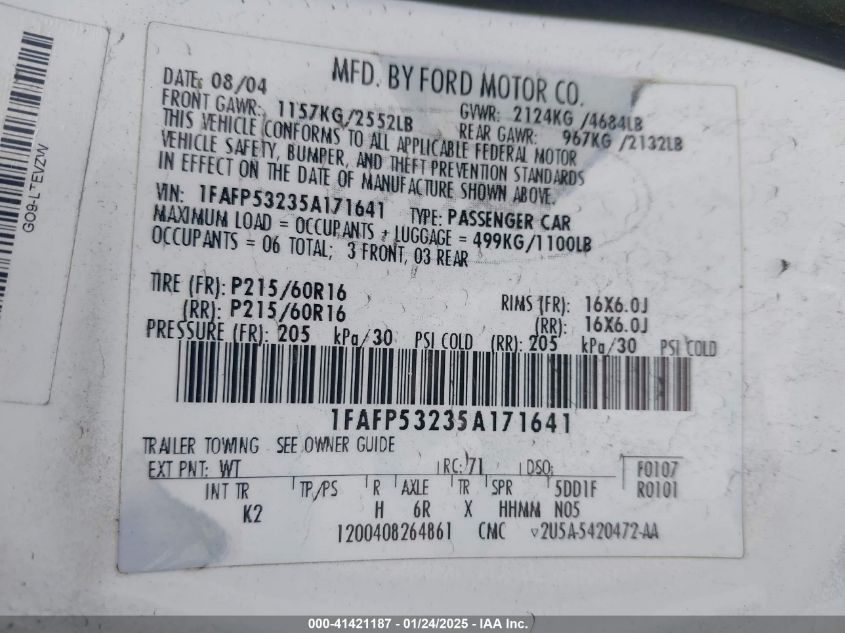 MFD. BY FORD MOTOR CO.
DATE: 08/04
FRONT GAWR: 1157KG/2552LB
GVWR: 2124KG/4684LB
REAR GAWR: 967KG/2132LB
THIS VEHICLE CONFORMS TO ALL APPLICABLE FEDERAL MOTOR
VEHICLE SAFETY, BUMPER, AND THEFT PREVENTION STANDARDS
IN EFFECT ON THE DATE OF MANUFACTURE SHOWN ABOVE.
VIN: 1FAFP53235A171641 TYPE: PASSENGER CAR
MAXIMUM LOAD = OCCUPANTS + LUGGAGE = 499KG/1100LB
OCCUPANTS = 06 TOTAL; 3 FRONT, 03 REAR
TIRE (FR): P215/60R16 RIMS (FR): 16X6.0J
(RR): P215/60R16 (RR): 16X6.0J
PRESSURE (FR): 205 kPa/30 PSI COLD (RR): 205 kPa/30 PSI COLD
1FAFP53235A171641
TRAILER TOWING - SEE OWNER GUIDE
EXT PNT: WT RC: 71 DSO: F0107
INT TR TP/PS R AXLE TR SPR 5DD1F R0101
K2 H 6R X HHMM N05
1200408264861 CMC ▽2U5A-5420472-AA
000-41421187 - 01/24/2025 - IAA Inc.